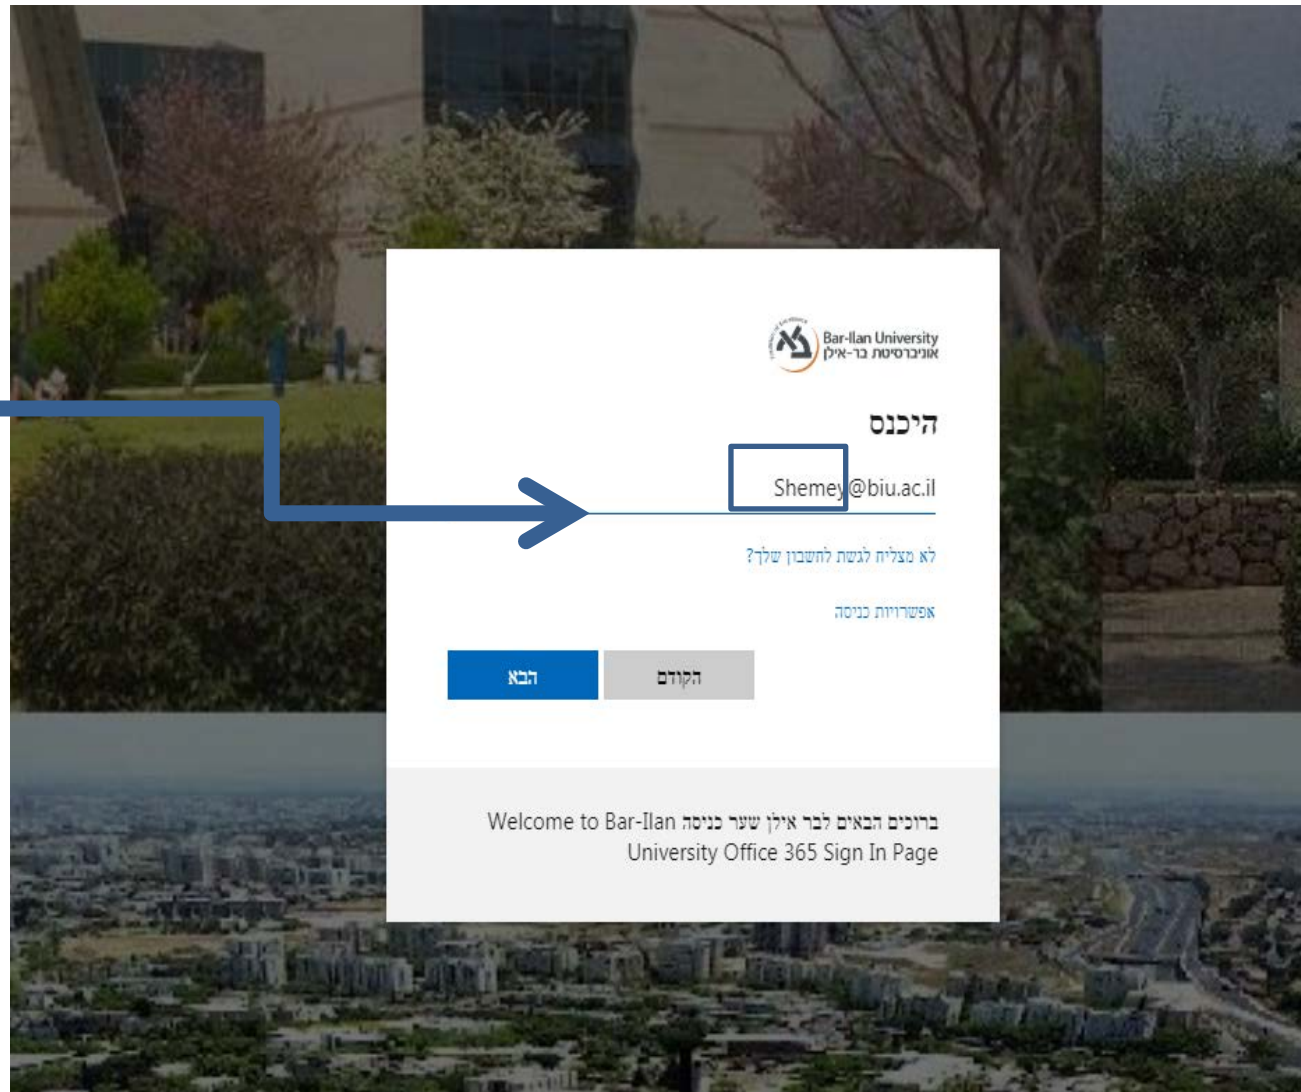 Bar-Ilan University
אוניברסיטת בר-אילן
היכנס
Shemey@biu.ac.il
לא מצליח לגשת לחשבון שלך?
אפשרויות כניסה
הקודם
הבא
ברוכים הבאים לבר אילן שער כניסה Welcome to Bar-Ilan
University Office 365 Sign In Page